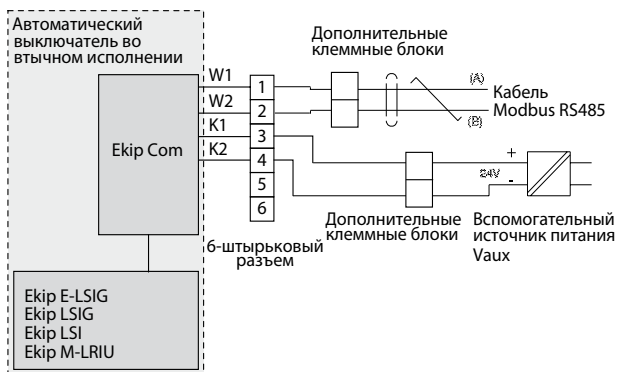 Автоматический
выключатель во
втычном исполнении
Ekip Com
W1
W2
K1
K2
1
2
3
4
5
6
6-штырьковый
разъем
Дополнительные
клеммные блоки
(A)
Кабель
Modbus RS485
(B)
+
24V
-
Дополнительные
клеммные блоки
Вспомогательный
источник питания
Vaux
Ekip E-LSIG
Ekip LSIG
Ekip LSI
Ekip M-LRIU